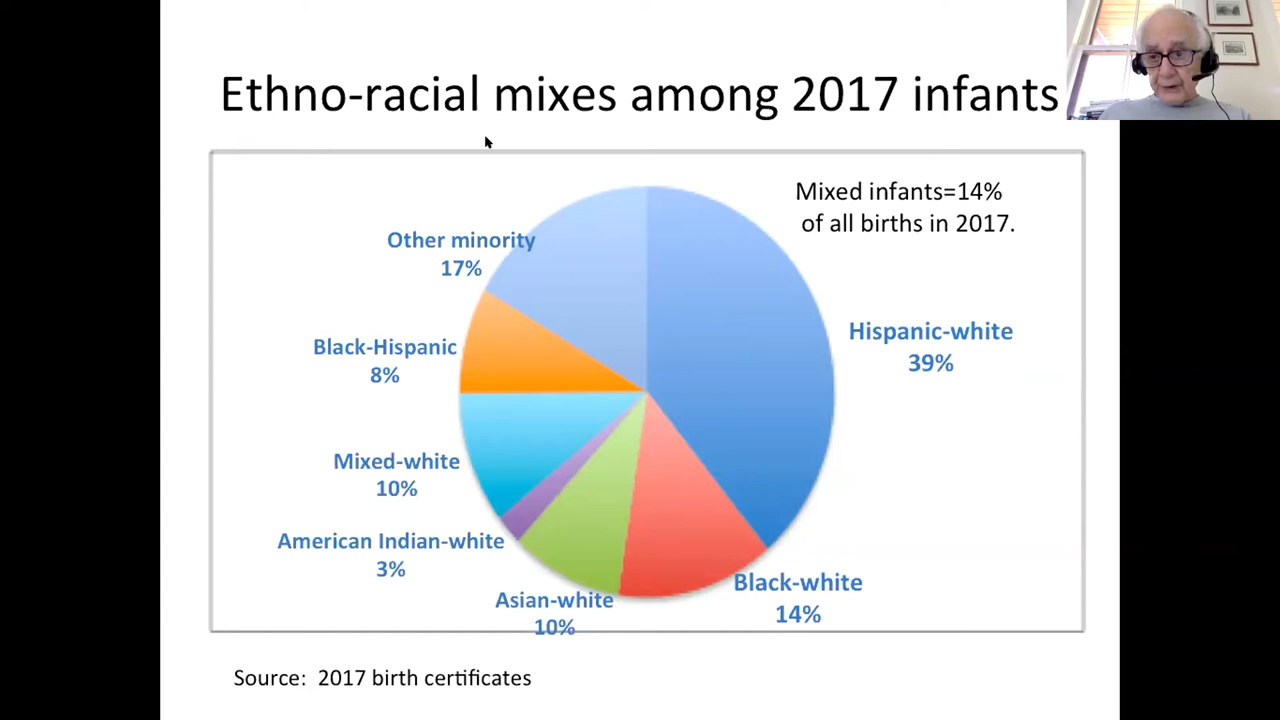 Ethno-racial mixes among 2017 infants
Mixed infants=14%
of all births in 2017.
Other minority
17%
Hispanic-white
39%
Black-Hispanic
8%
Mixed-white
10%
American Indian-white
3%
Asian-white
10%
Black-white
14%
Source: 2017 birth certificates